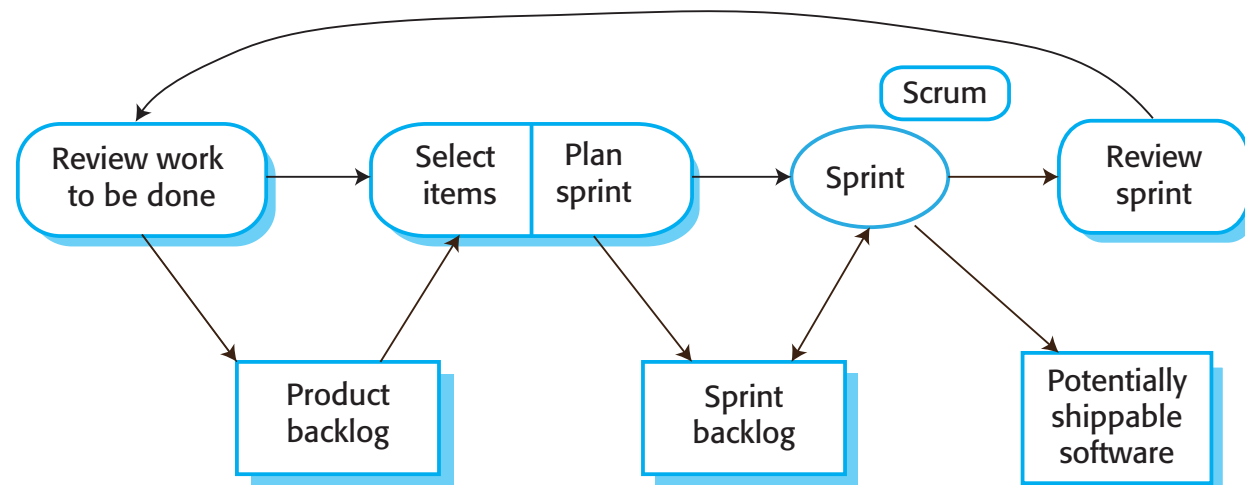 Scrum
Review work
to be done
Select
items
Plan
sprint
Sprint
Review
sprint
Product
backlog
Sprint
backlog
Potentially
shippable
software